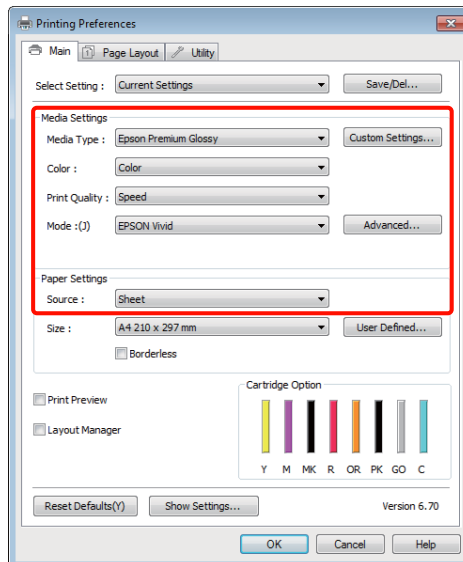 Printing Preferences
Main Page Layout Utility
Select Setting : Current Settings Save/Del...
Media Settings
Media Type : Epson Premium Glossy Custom Settings...
Color : Color
Print Quality : Speed
Mode :(J) EPSON Vivid Advanced...
Paper Settings
Source : Sheet
Size : A4 210 x 297 mm User Defined...
Borderless
Cartridge Option
Print Preview
Layout Manager
Y M MK R OR PK GO C
Reset Defaults(Y) Show Settings... Version 6.70
OK Cancel Help